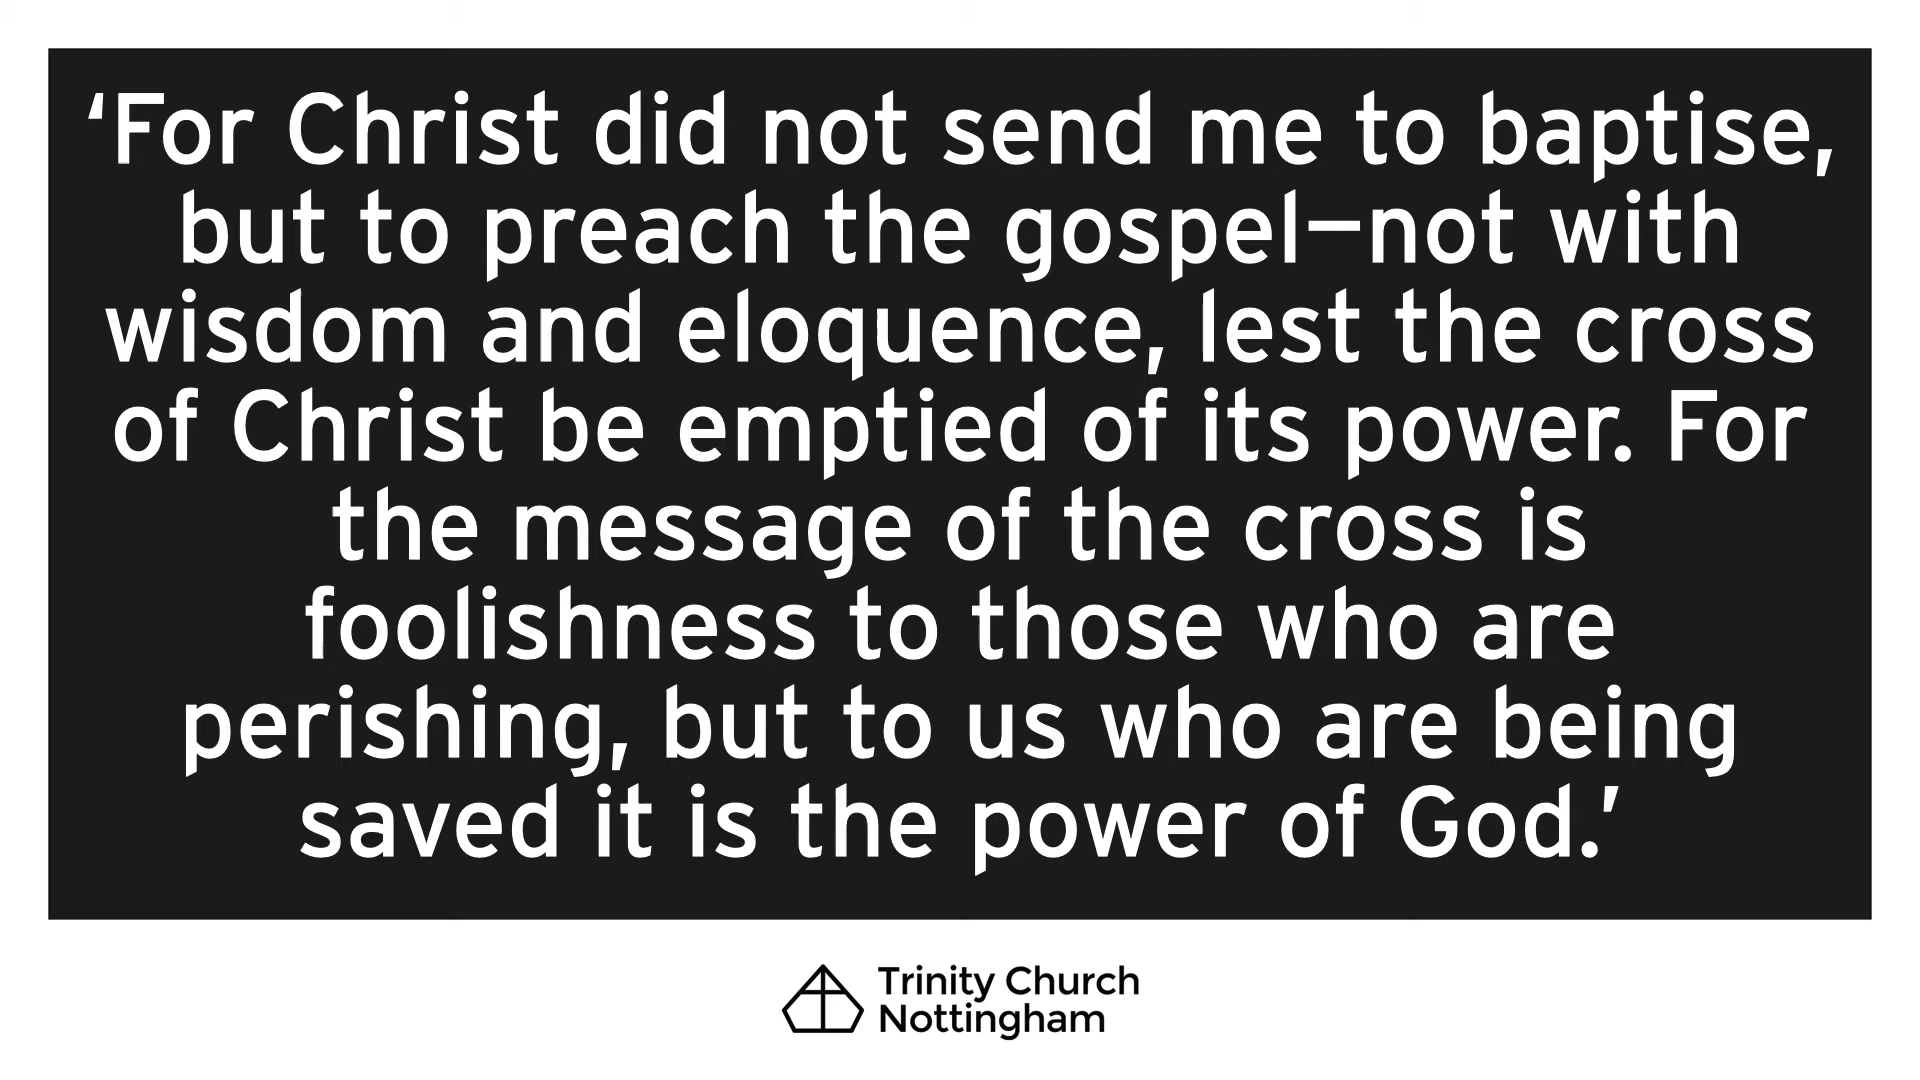 ‘For Christ did not send me to baptise,
but to preach the gospel—not with
wisdom and eloquence, lest the cross
of Christ be emptied of its power. For
the message of the cross is
foolishness to those who are
perishing, but to us who are being
saved it is the power of God.’
Trinity Church
Nottingham